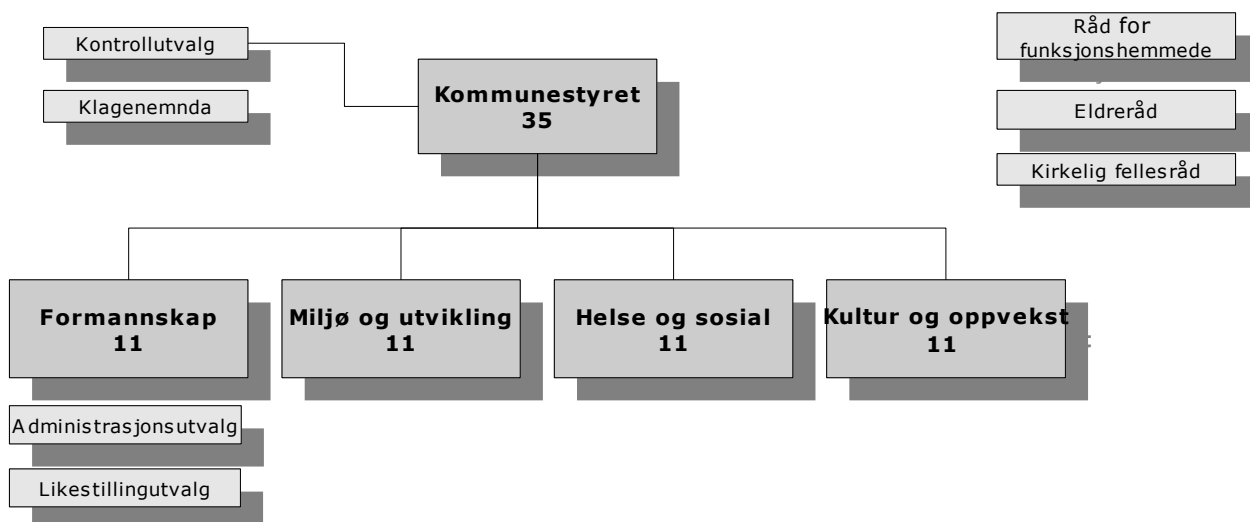 Kontrollutvalg
Klagenemnda
Kommunestyret
35
Råd for
funksjonshemmede
Eldreråd
Kirkelig fellesråd
Formannskap
11
Miljø og utvikling
11
Helse og sosial
11
Kultur og oppvekst
11
Administrasjonsutvalg
Likestillingutvalg